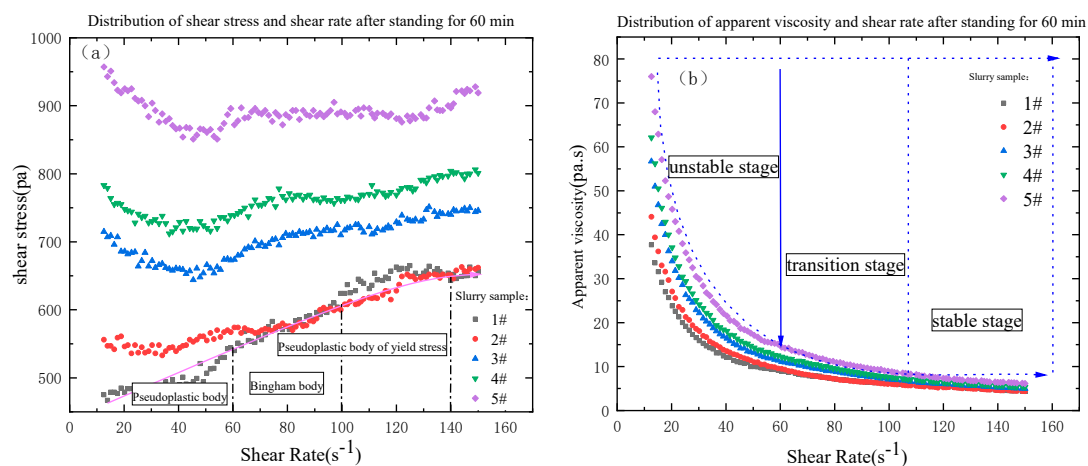 Distribution of shear stress and shear rate after standing for 60 min
(a)
1000
900
800
700
600
500
shear stress(pa)
0 20 40 60 80 100 120 140 160
Shear Rate(s-1)
Slurry sample:
1#
2#
3#
4#
5#
Pseudoplastic body of yield stress
Bingham body
Pseudoplastic body
Distribution of apparent viscosity and shear rate after standing for 60 min
(b)
80
70
60
50
40
30
20
10
0
Apparent viscosity(pa.s)
0 20 40 60 80 100 120 140 160
Shear Rate(s-1)
Slurry sample:
1#
2#
3#
4#
5#
unstable stage
transition stage
stable stage